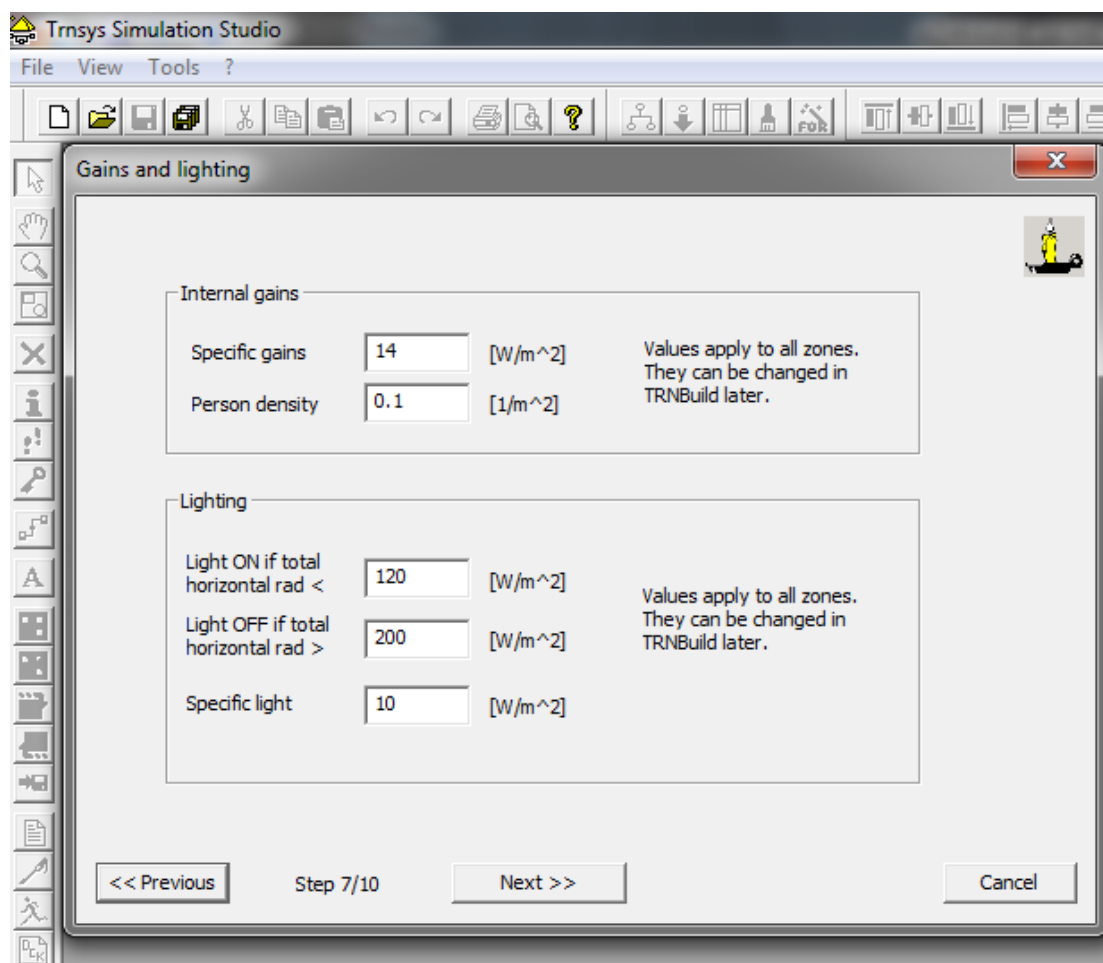 Trnsys Simulation Studio
File View Tools ?
FOR
Gains and lighting
x
Internal gains
Specific gains 14 [W/m^2]
Person density 0.1 [1/m^2]
Values apply to all zones.
They can be changed in
TRNBuild later.
Lighting
Light ON if total
horizontal rad < 120 [W/m^2]
Light OFF if total
horizontal rad > 200 [W/m^2]
Specific light 10 [W/m^2]
Values apply to all zones.
They can be changed in
TRNBuild later.
A
DCK
<< Previous Step 7/10 Next >> Cancel